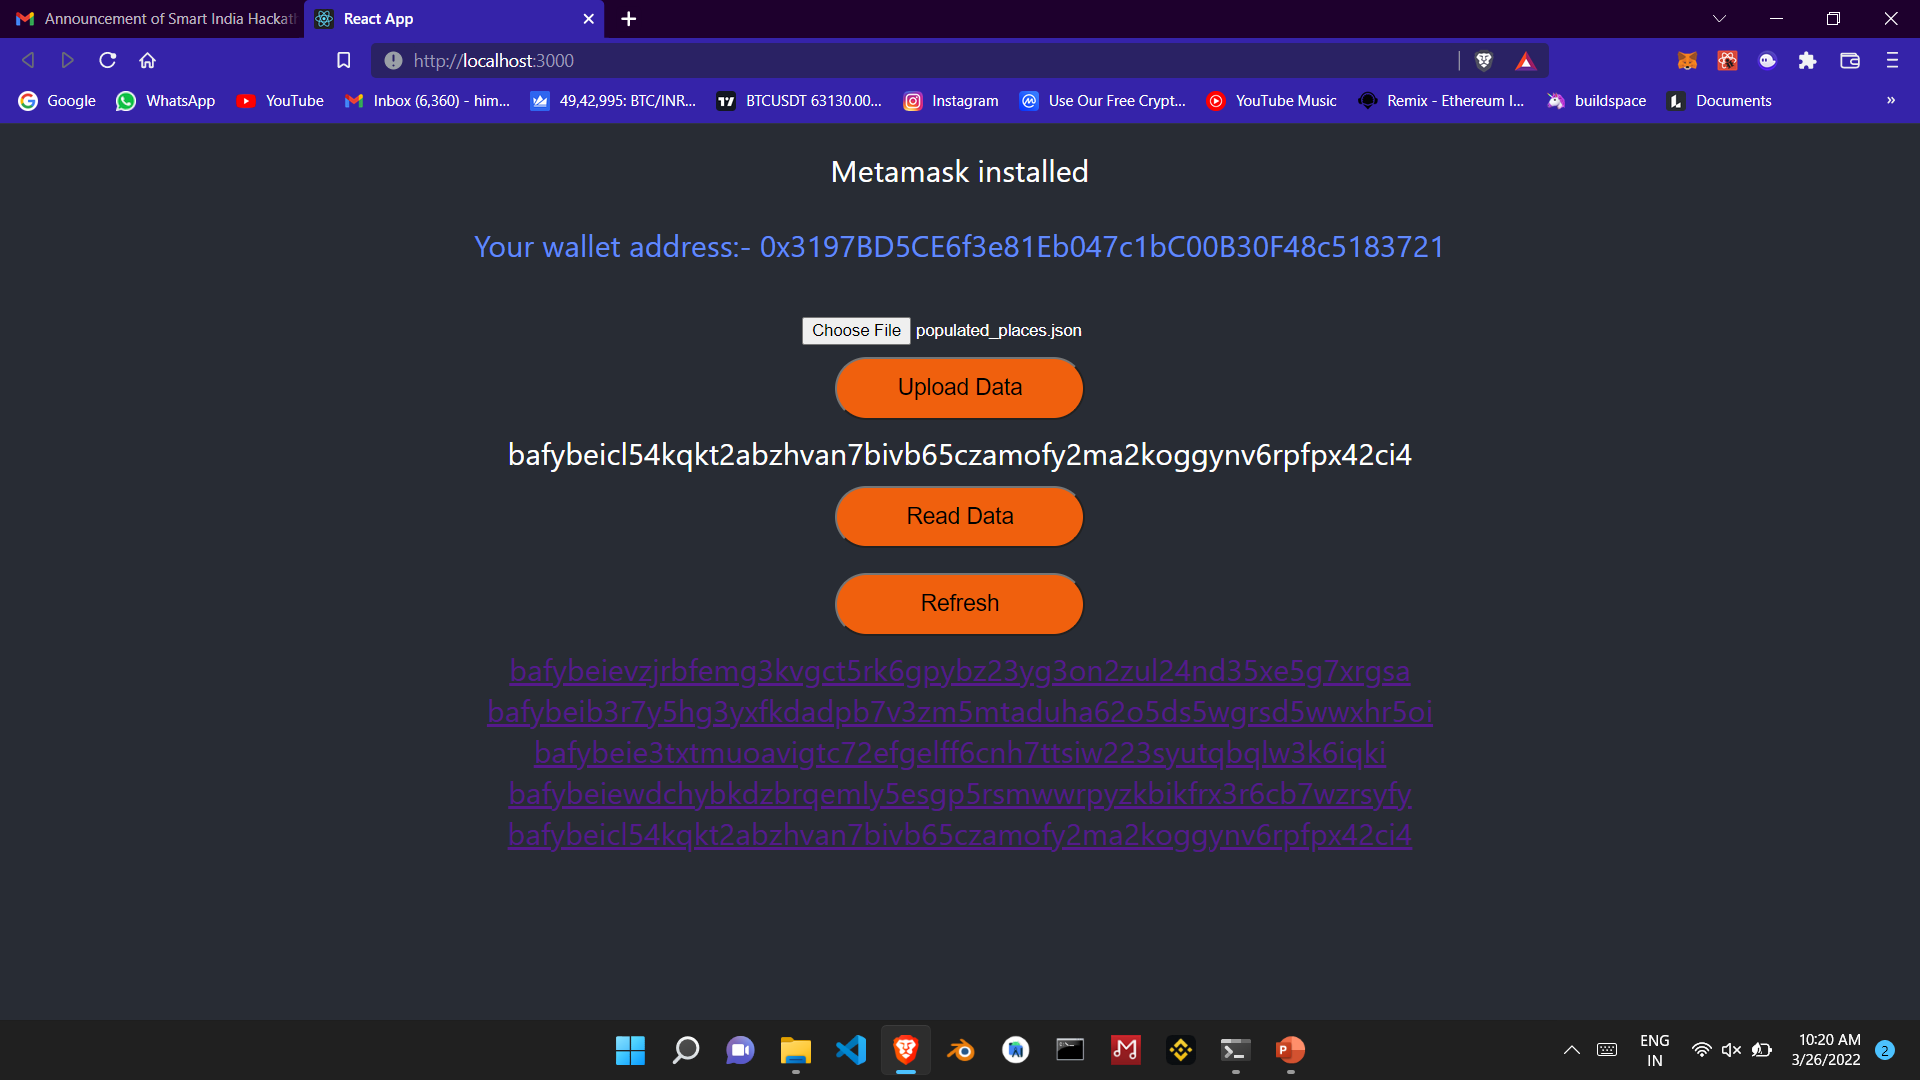 Announcement of Smart India Hackath
React App
http://localhost:3000
Google
WhatsApp
YouTube
Inbox (6,360) - him...
49,42,995: BTC/INR...
BTCUSDT 63130.00...
Instagram
Use Our Free Crypt...
YouTube Music
Remix - Ethereum I...
buildspace
Documents
»
Metamask installed
Your wallet address:- 0x3197BD5CE6f3e81Eb047c1bC00B30F48c5183721
Choose File populated_places.json
Upload Data
bafybeicl54kqkt2abzhvan7bivb65czamofy2ma2koggynv6rpfpx42ci4
Read Data
Refresh
bafybeievzjrbfemg3kvgct5rk6gpybz23yg3on2zul24nd35xe5g7xrgsa
bafybeib3r7y5hg3yxfkdadpb7v3zm5mtaduha62o5ds5wgrsd5wwxhr5oi
bafybeie3txtmuoavigtc72efgelff6cnh7ttsiw223syutqbqlw3k6iqki
bafybeiewdchybkdzbrqemly5esgp5rsmwwrpyzkbikfrx3r6cb7wzrsyfy
bafybeicl54kqkt2abzhvan7bivb65czamofy2ma2koggynv6rpfpx42ci4
ENG
IN
10:20 AM
3/26/2022
2